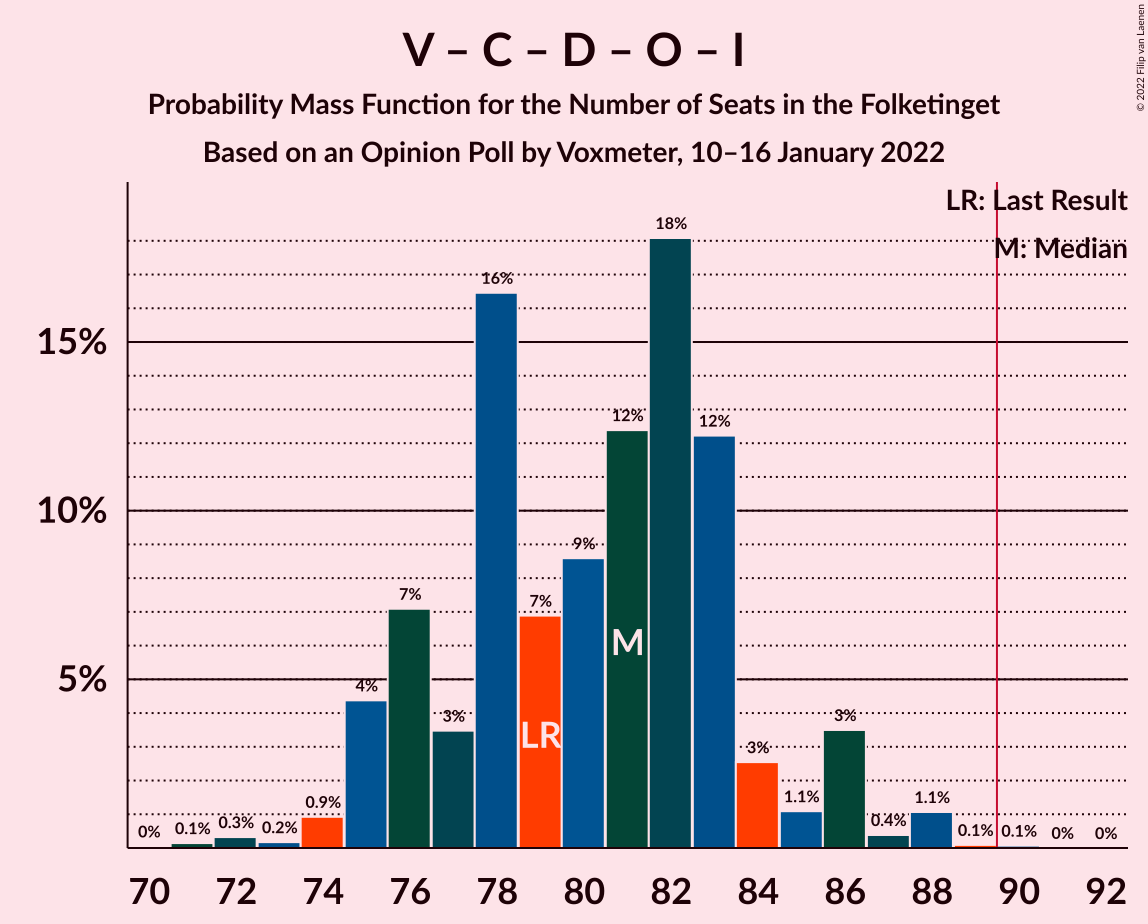 V – C – D – O – I
Probability Mass Function for the Number of Seats in the Folketinget
Based on an Opinion Poll by Voxmeter, 10–16 January 2022
© 2022 Filip van Laenen
LR: Last Result
M: Median
15%
10%
5%
0%
0.1%
0.3%
0.2%
0.9%
4%
7%
3%
16%
7%
9%
12%
18%
12%
3%
1.1%
3%
0.4%
1.1%
0.1%
0.1%
0%
0%
LR
M
70 72 74 76 78 80 82 84 86 88 90 92